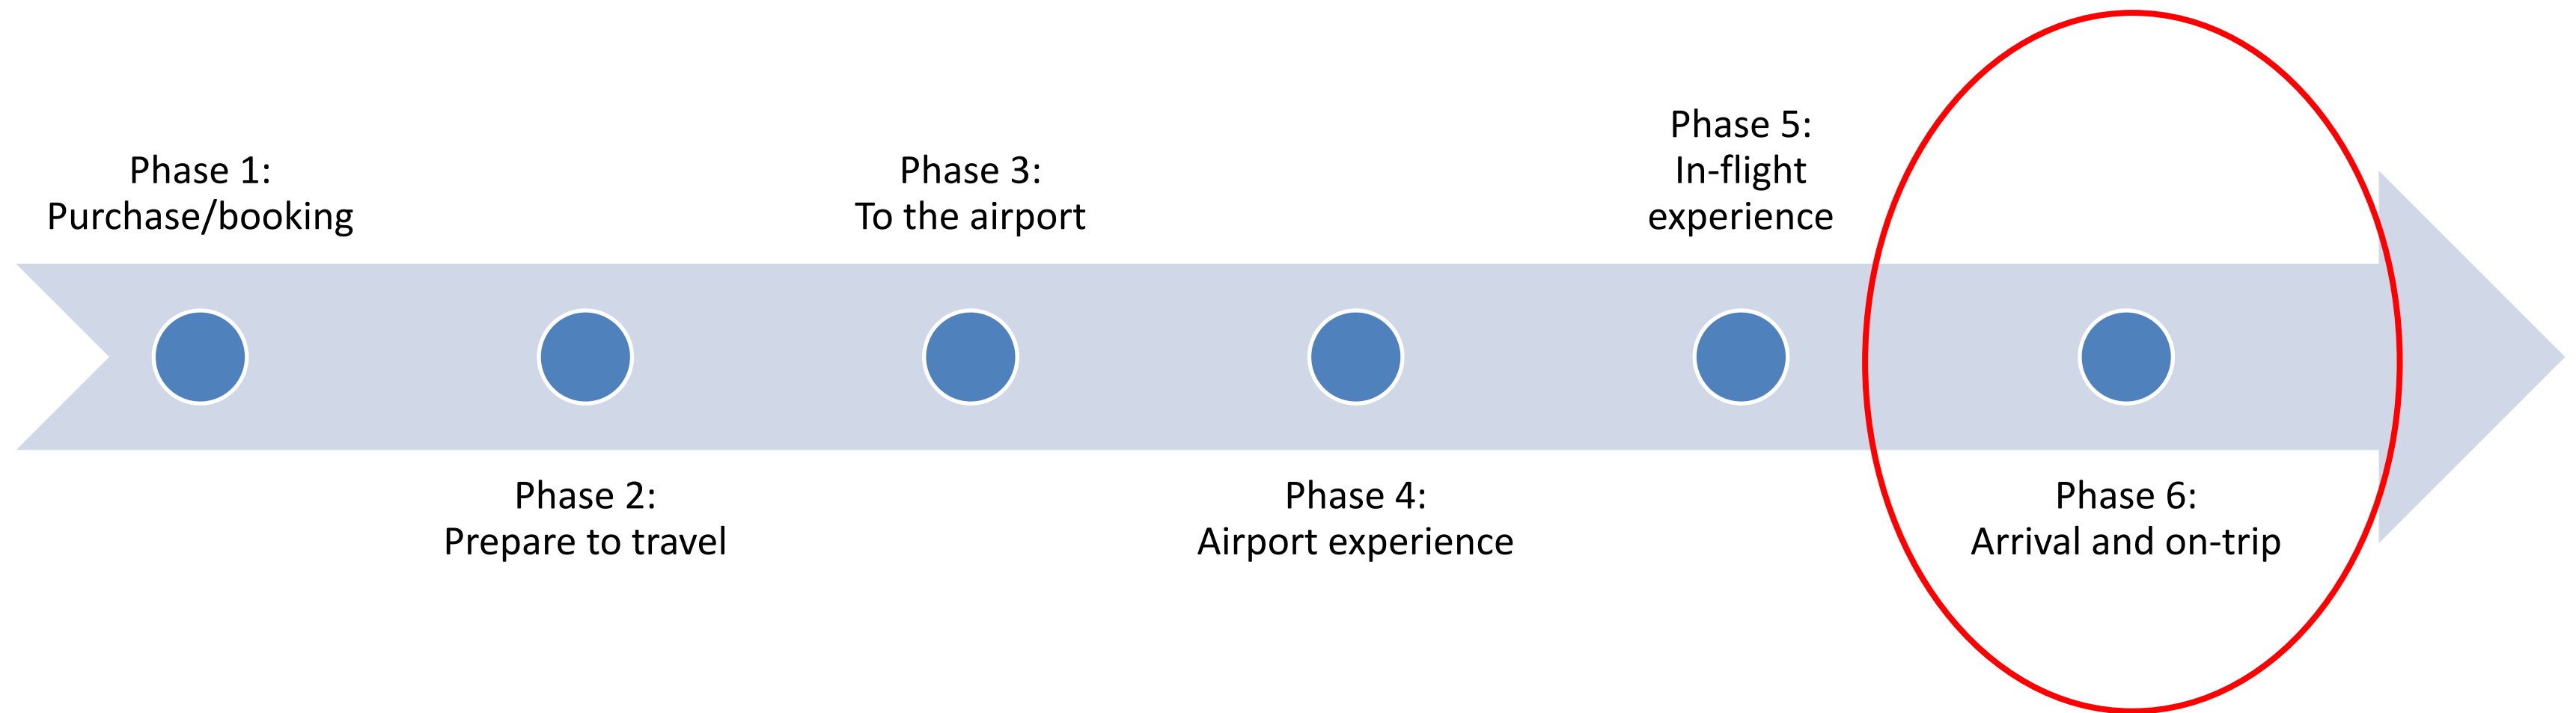 Phase 1:
Purchase/booking
Phase 2:
Prepare to travel
Phase 3:
To the airport
Phase 4:
Airport experience
Phase 5:
In-flight
experience
Phase 6:
Arrival and on-trip